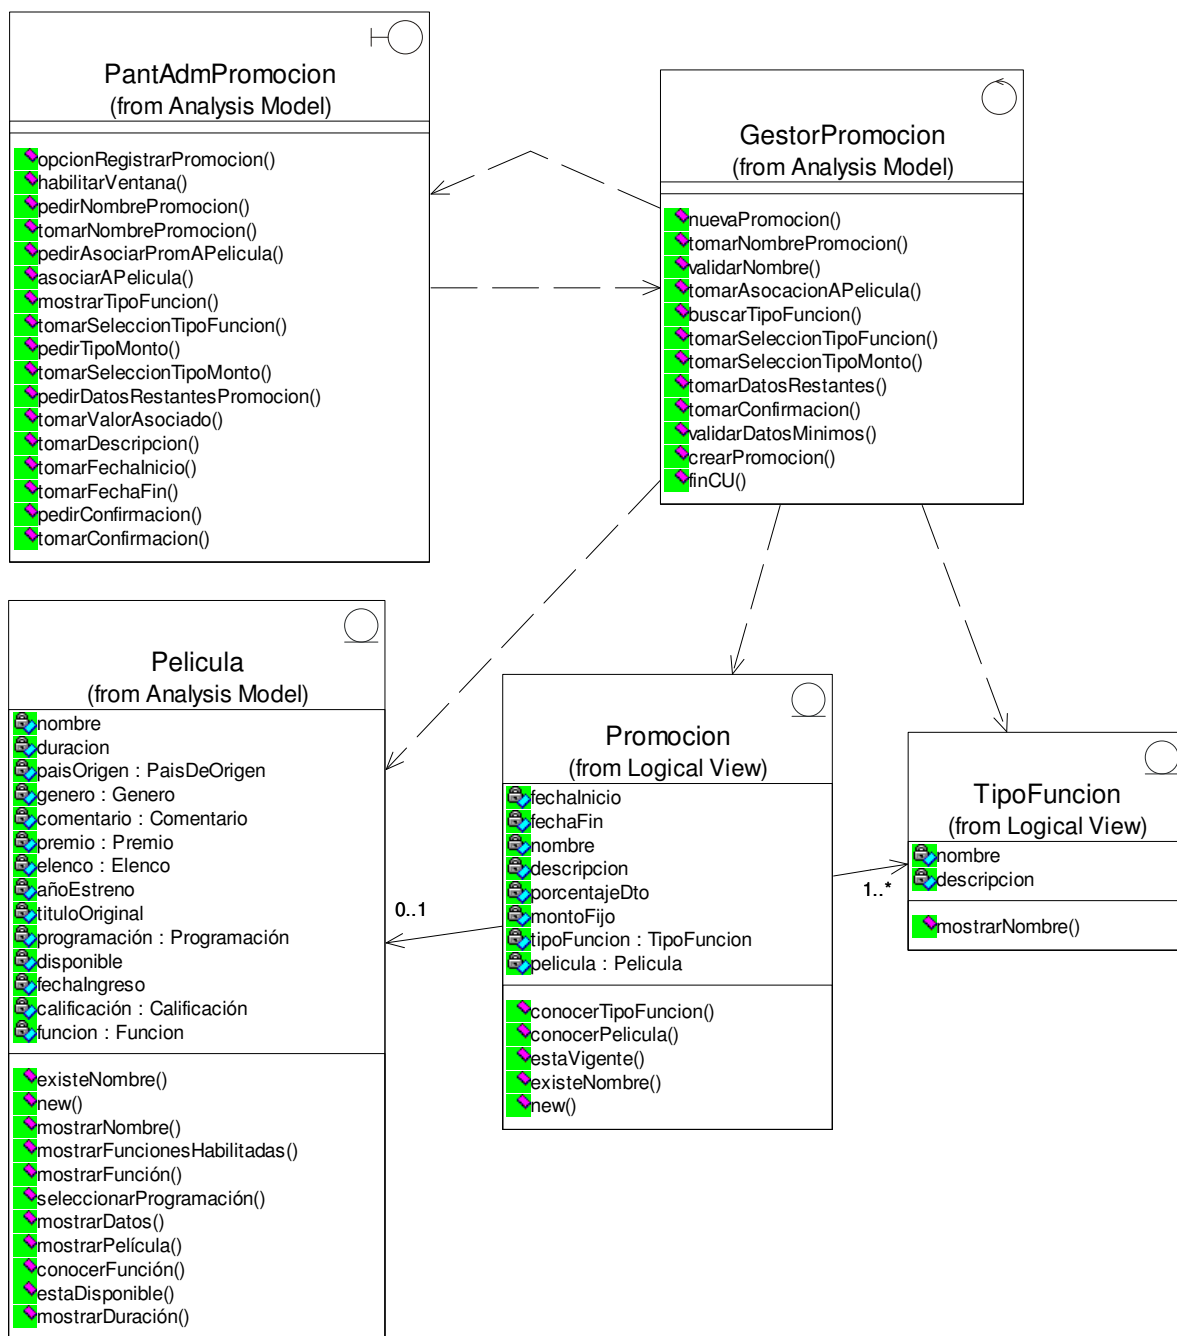 PantAdmPromocion
(from Analysis Model)
opcionRegistrarPromocion()
habilitarVentana()
pedirNombrePromocion()
tomarNombrePromocion()
pedirAsociarPromAPelicula()
asociarAPelicula()
mostrarTipoFuncion()
tomarSeleccionTipoFuncion()
pedirTipoMonto()
tomarSeleccionTipoMonto()
pedirDatosRestantesPromocion()
tomarValorAsociado()
tomarDescripcion()
tomarFechaInicio()
tomarFechaFin()
pedirConfirmacion()
tomarConfirmacion()
GestorPromocion
(from Analysis Model)
nuevaPromocion()
tomarNombrePromocion()
validarNombre()
tomarAsocacionAPelicula()
buscarTipoFuncion()
tomarSeleccionTipoFuncion()
tomarSeleccionTipoMonto()
tomarDatosRestantes()
tomarConfirmacion()
validarDatosMinimos()
crearPromocion()
finCU()
Pelicula
(from Analysis Model)
nombre
duracion
paisOrigen : PaisDeOrigen
genero : Genero
comentario : Comentario
premio : Premio
elenco : Elenco
añoEstreno
tituloOriginal
programación : Programación
disponible
fechaIngreso
calificación : Calificación
funcion : Funcion
existeNombre()
new()
mostrarNombre()
mostrarFuncionesHabilitadas()
mostrarFunción()
seleccionarProgramación()
mostrarDatos()
mostrarPelícula()
conocerFunción()
estaDisponible()
mostrarDuración()
0..1
Promocion
(from Logical View)
fechaInicio
fechaFin
nombre
descripcion
porcentajeDto
montoFijo
tipoFuncion : TipoFuncion
pelicula : Pelicula
conocerTipoFuncion()
conocerPelicula()
estaVigente()
existeNombre()
new()
1..*
TipoFuncion
(from Logical View)
nombre
descripcion
mostrarNombre()